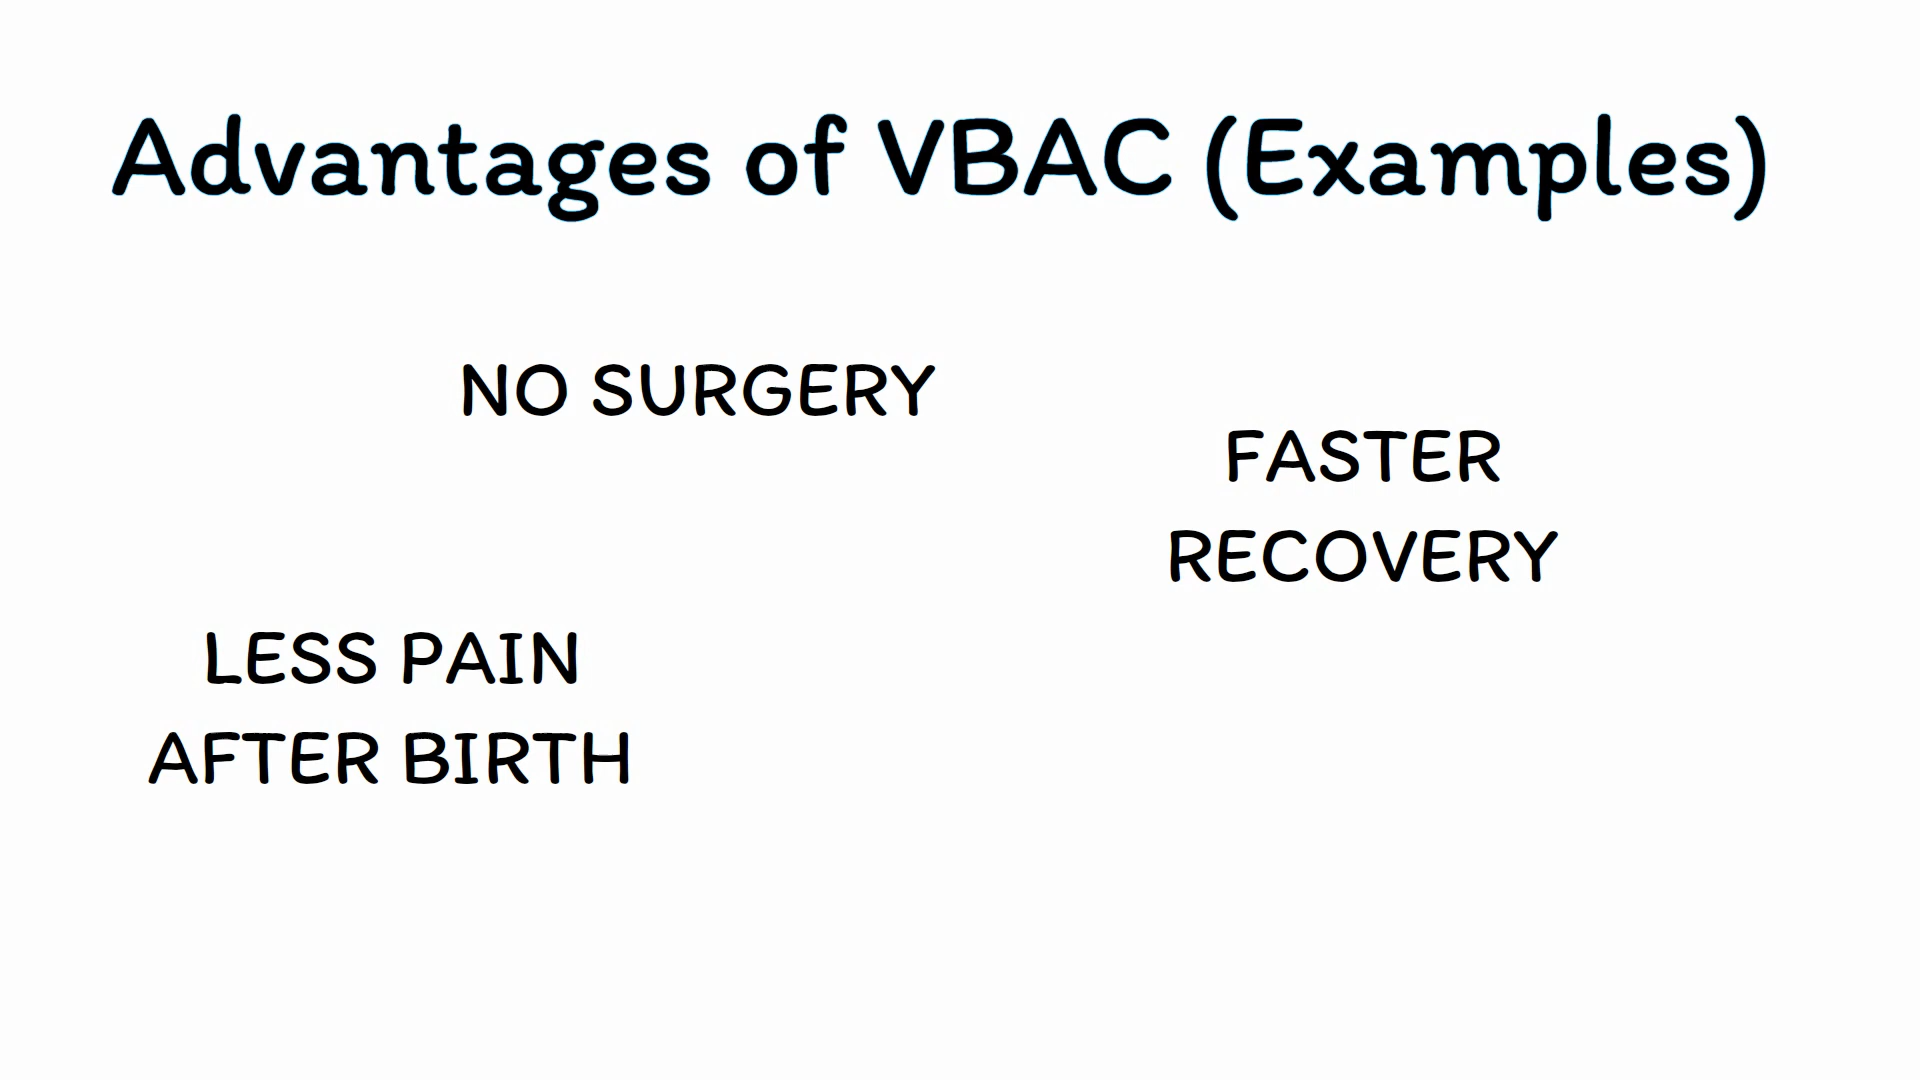 Advantages of VBAC (Examples)
NO SURGERY
FASTER
RECOVERY
LESS PAIN
AFTER BIRTH